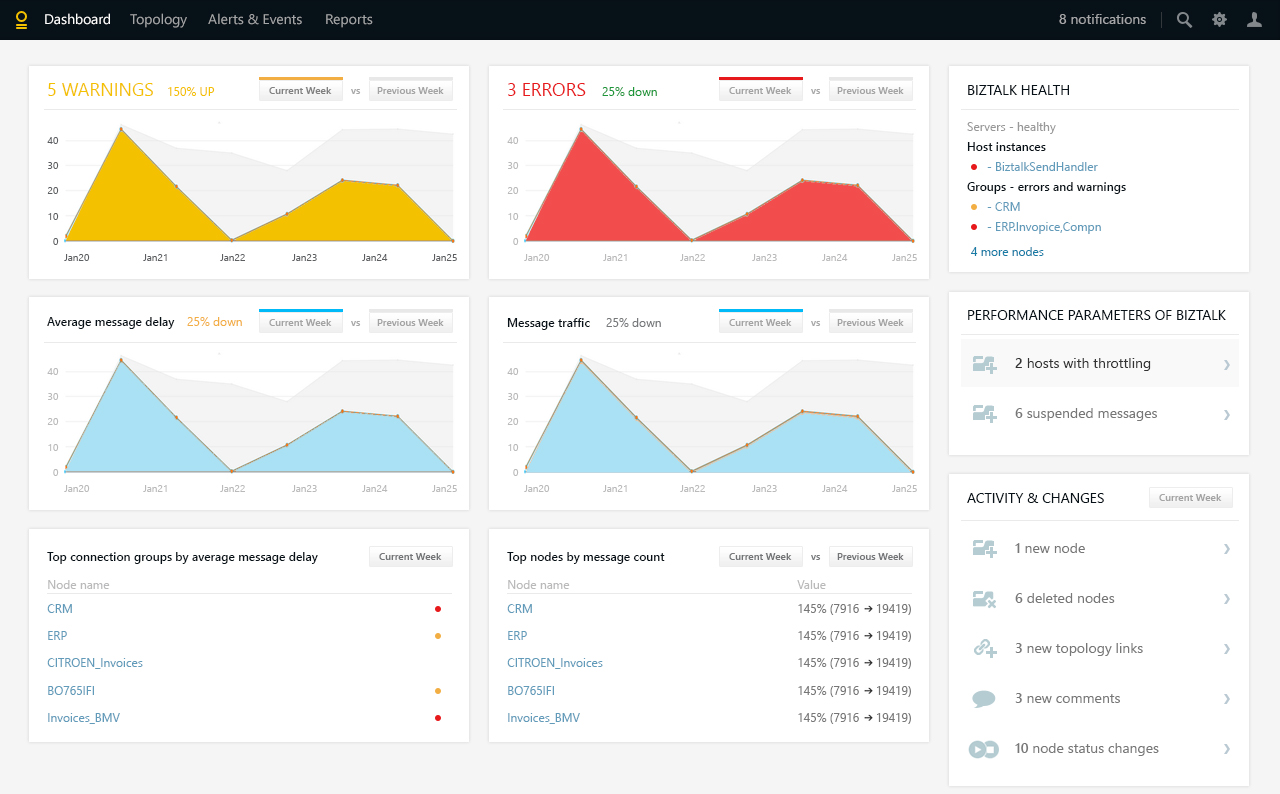 Dashboard Topology Alerts & Events Reports 8 notifications
5 WARNINGS 150% UP Current Week vs Previous Week
40
30
20
10
0
Jan20 Jan21 Jan22 Jan23 Jan24 Jan25
3 ERRORS 25% down Current Week vs Previous Week
40
30
20
10
0
Jan20 Jan21 Jan22 Jan23 Jan24 Jan25
BIZTALK HEALTH
Servers - healthy
Host instances
- BiztalkSendHandler
Groups - errors and warnings
- CRM
- ERP.Invopice,Compn
4 more nodes
Average message delay 25% down Current Week vs Previous Week
40
30
20
10
0
Jan20 Jan21 Jan22 Jan23 Jan24 Jan25
Message traffic 25% down Current Week vs Previous Week
40
30
20
10
0
Jan20 Jan21 Jan22 Jan23 Jan24 Jan25
PERFORMANCE PARAMETERS OF BIZTALK
2 hosts with throttling
6 suspended messages
Top connection groups by average message delay Current Week
Node name
CRM
ERP
CITROEN_Invoices
BO765IFI
Invoices_BMV
Top nodes by message count Current Week vs Previous Week
Node name Value
CRM 145% (7916 → 19419)
ERP 145% (7916 → 19419)
CITROEN_Invoices 145% (7916 → 19419)
BO765IFI 145% (7916 → 19419)
Invoices_BMV 145% (7916 → 19419)
ACTIVITY & CHANGES Current Week
1 new node
6 deleted nodes
3 new topology links
3 new comments
10 node status changes